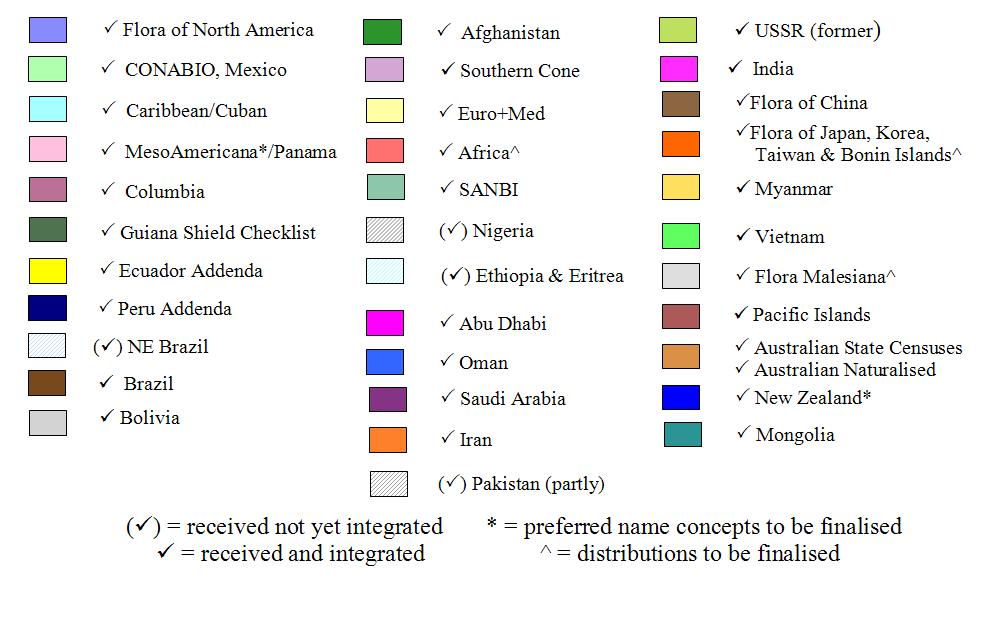 ✓ Flora of North America
✓ CONABIO, Mexico
✓ Caribbean/Cuban
✓ MesoAmericana*/Panama
✓ Columbia
✓ Guiana Shield Checklist
✓ Ecuador Addenda
✓ Peru Addenda
(✓) NE Brazil
✓ Brazil
✓ Bolivia
✓ Afghanistan
✓ Southern Cone
✓ Euro+Med
✓ Africa^
✓ SANBI
(✓) Nigeria
(✓) Ethiopia & Eritrea
✓ Abu Dhabi
✓ Oman
✓ Saudi Arabia
✓ Iran
(✓) Pakistan (partly)
✓ USSR (former)
✓ India
✓Flora of China
✓Flora of Japan, Korea,
Taiwan & Bonin Islands^
✓ Myanmar
✓ Vietnam
✓ Flora Malesiana^
✓ Pacific Islands
✓ Australian State Censuses
✓ Australian Naturalised
✓ New Zealand*
✓ Mongolia
(✓) = received not yet integrated
✓ = received and integrated
* = preferred name concepts to be finalised
^ = distributions to be finalised